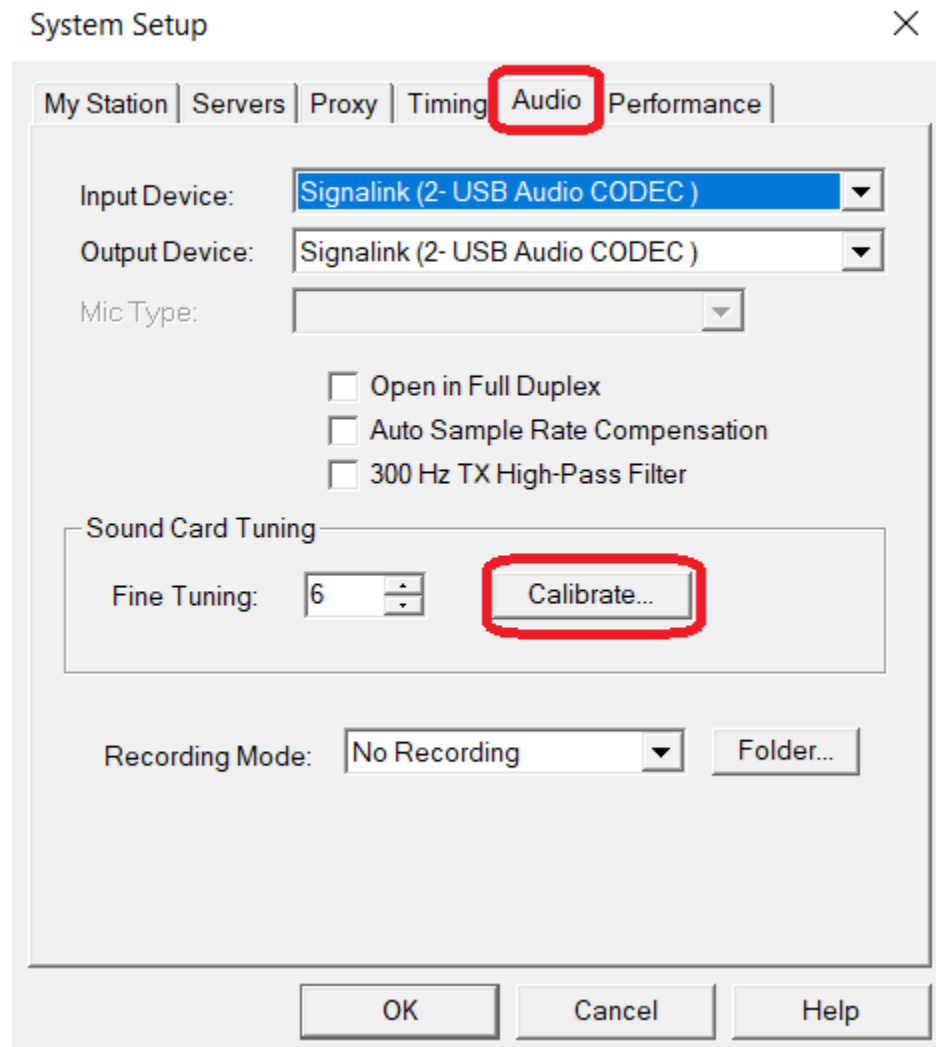 System Setup
My Station Servers Proxy Timing Audio Performance
Input Device: Signalink (2- USB Audio CODEC )
Output Device: Signalink (2- USB Audio CODEC )
Mic Type:
Open in Full Duplex
Auto Sample Rate Compensation
300 Hz TX High-Pass Filter
Sound Card Tuning
Fine Tuning: 6 Calibrate...
Recording Mode: No Recording Folder...
OK Cancel Help